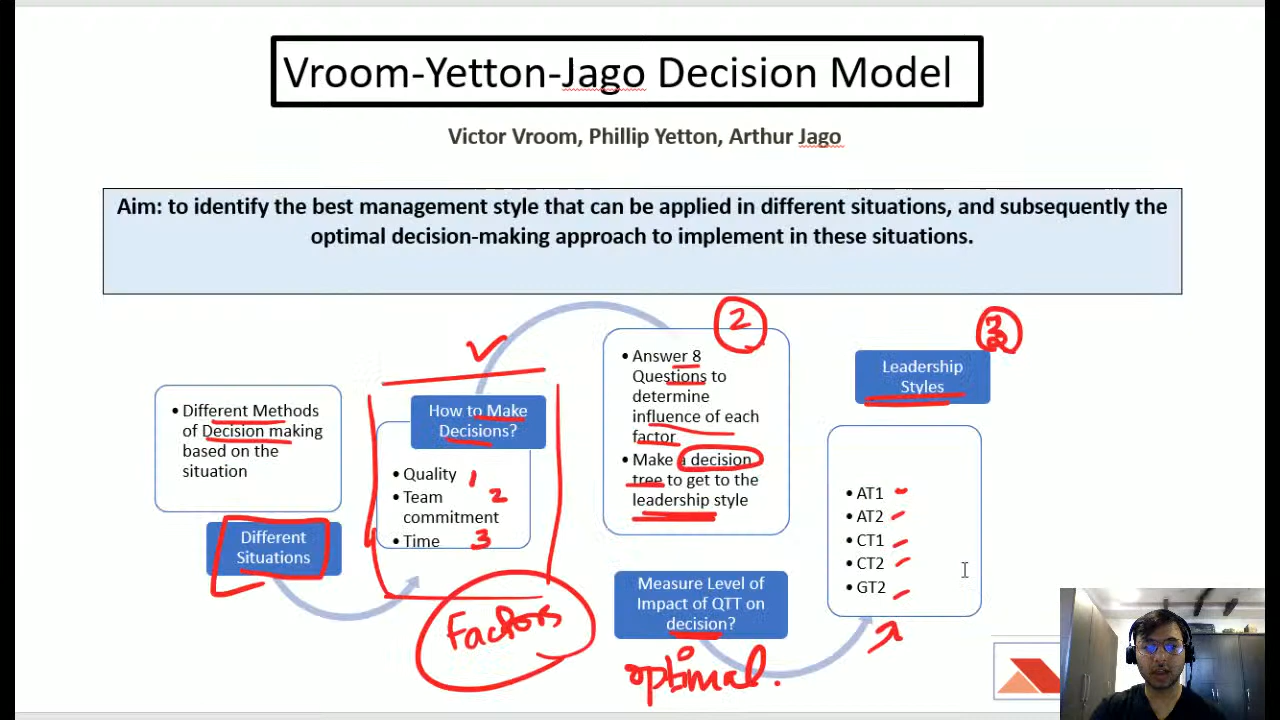 Vroom-Yetton-Jago Decision Model
Victor Vroom, Phillip Yetton, Arthur Jago
Aim: to identify the best management style that can be applied in different situations, and subsequently the
optimal decision-making approach to implement in these situations.
• Different Methods
of Decision making
based on the
situation
Different
Situations
How to Make
Decisions?
• Quality 1
• Team 2
commitment
• Time 3
Factors
2
• Answer 8
Questions to
determine
influence of each
factor
• Make a decision
tree to get to the
leadership style
Measure Level of
Impact of QTT on
decision?
optimal.
3
Leadership
Styles
• AT1
• AT2
• CT1
• CT2
• GT2